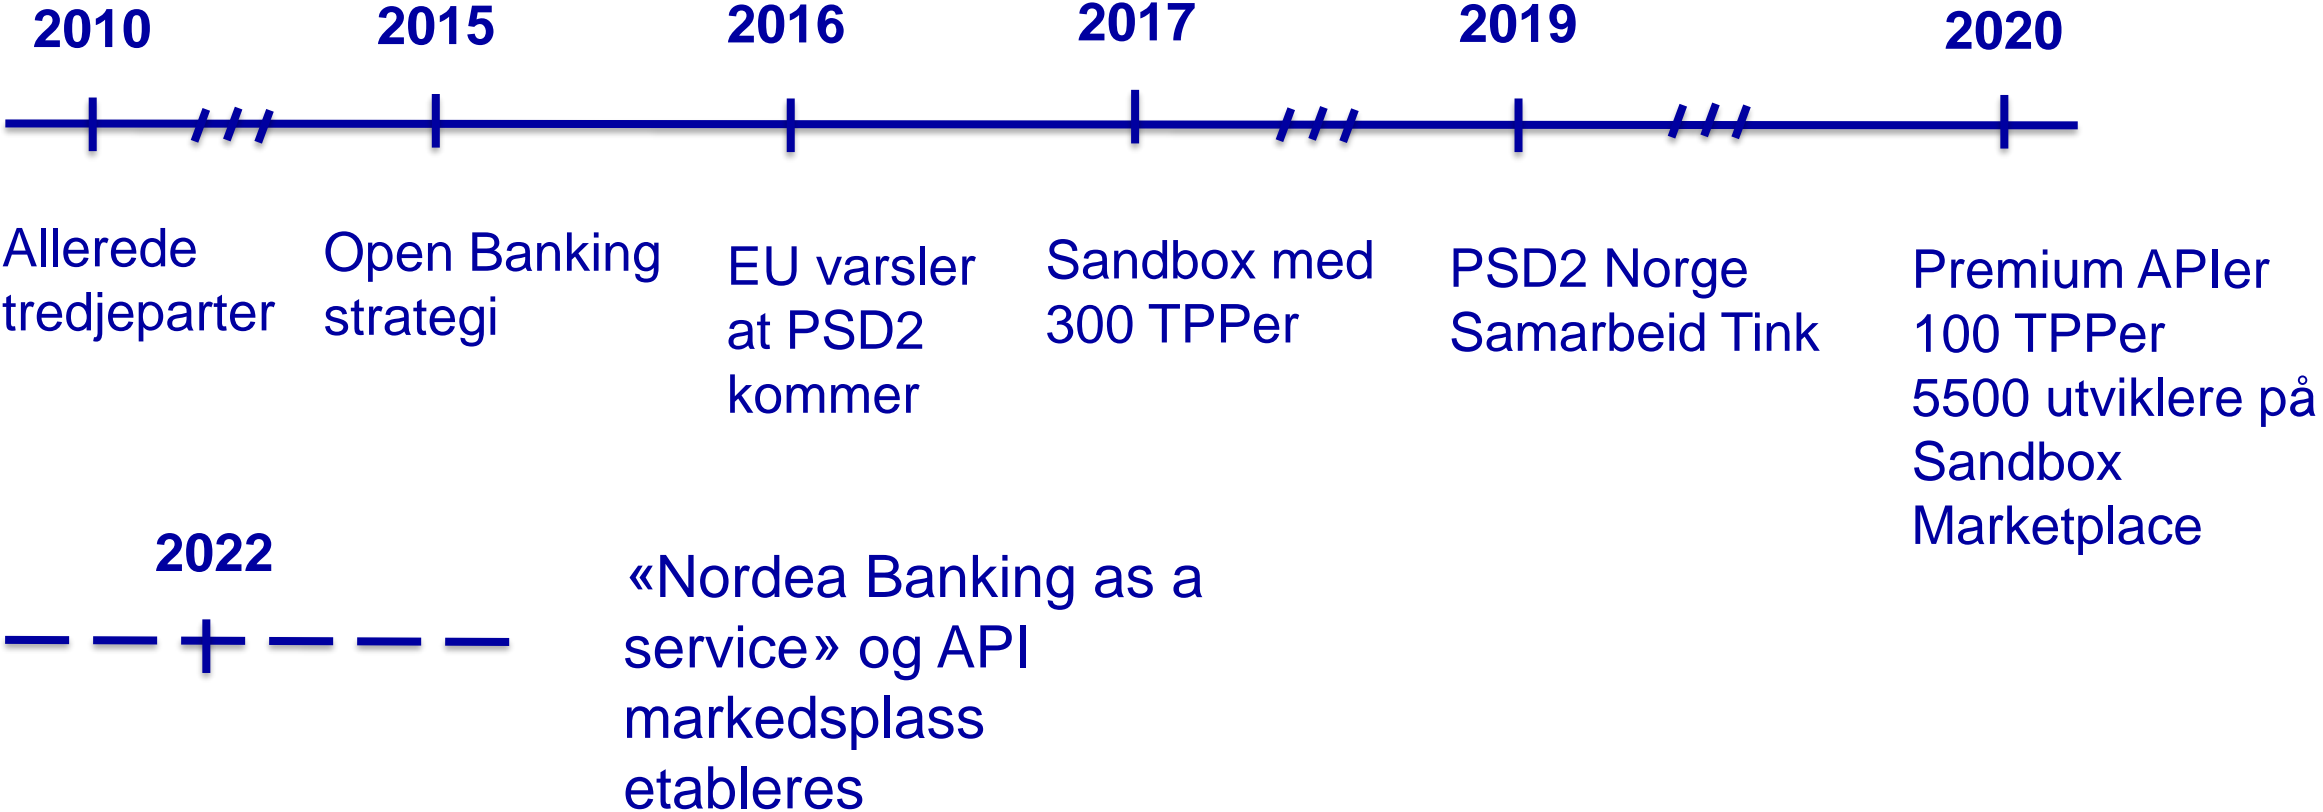 2010
2015
2016
2017
2019
2020
Allerede
tredjeparter
Open Banking
strategi
EU varsler
at PSD2
kommer
Sandbox med
300 TPPer
PSD2 Norge
Samarbeid Tink
Premium APIer
100 TPPer
5500 utviklere på
Sandbox
Marketplace
2022
«Nordea Banking as a
service» og API
markedsplass
etableres